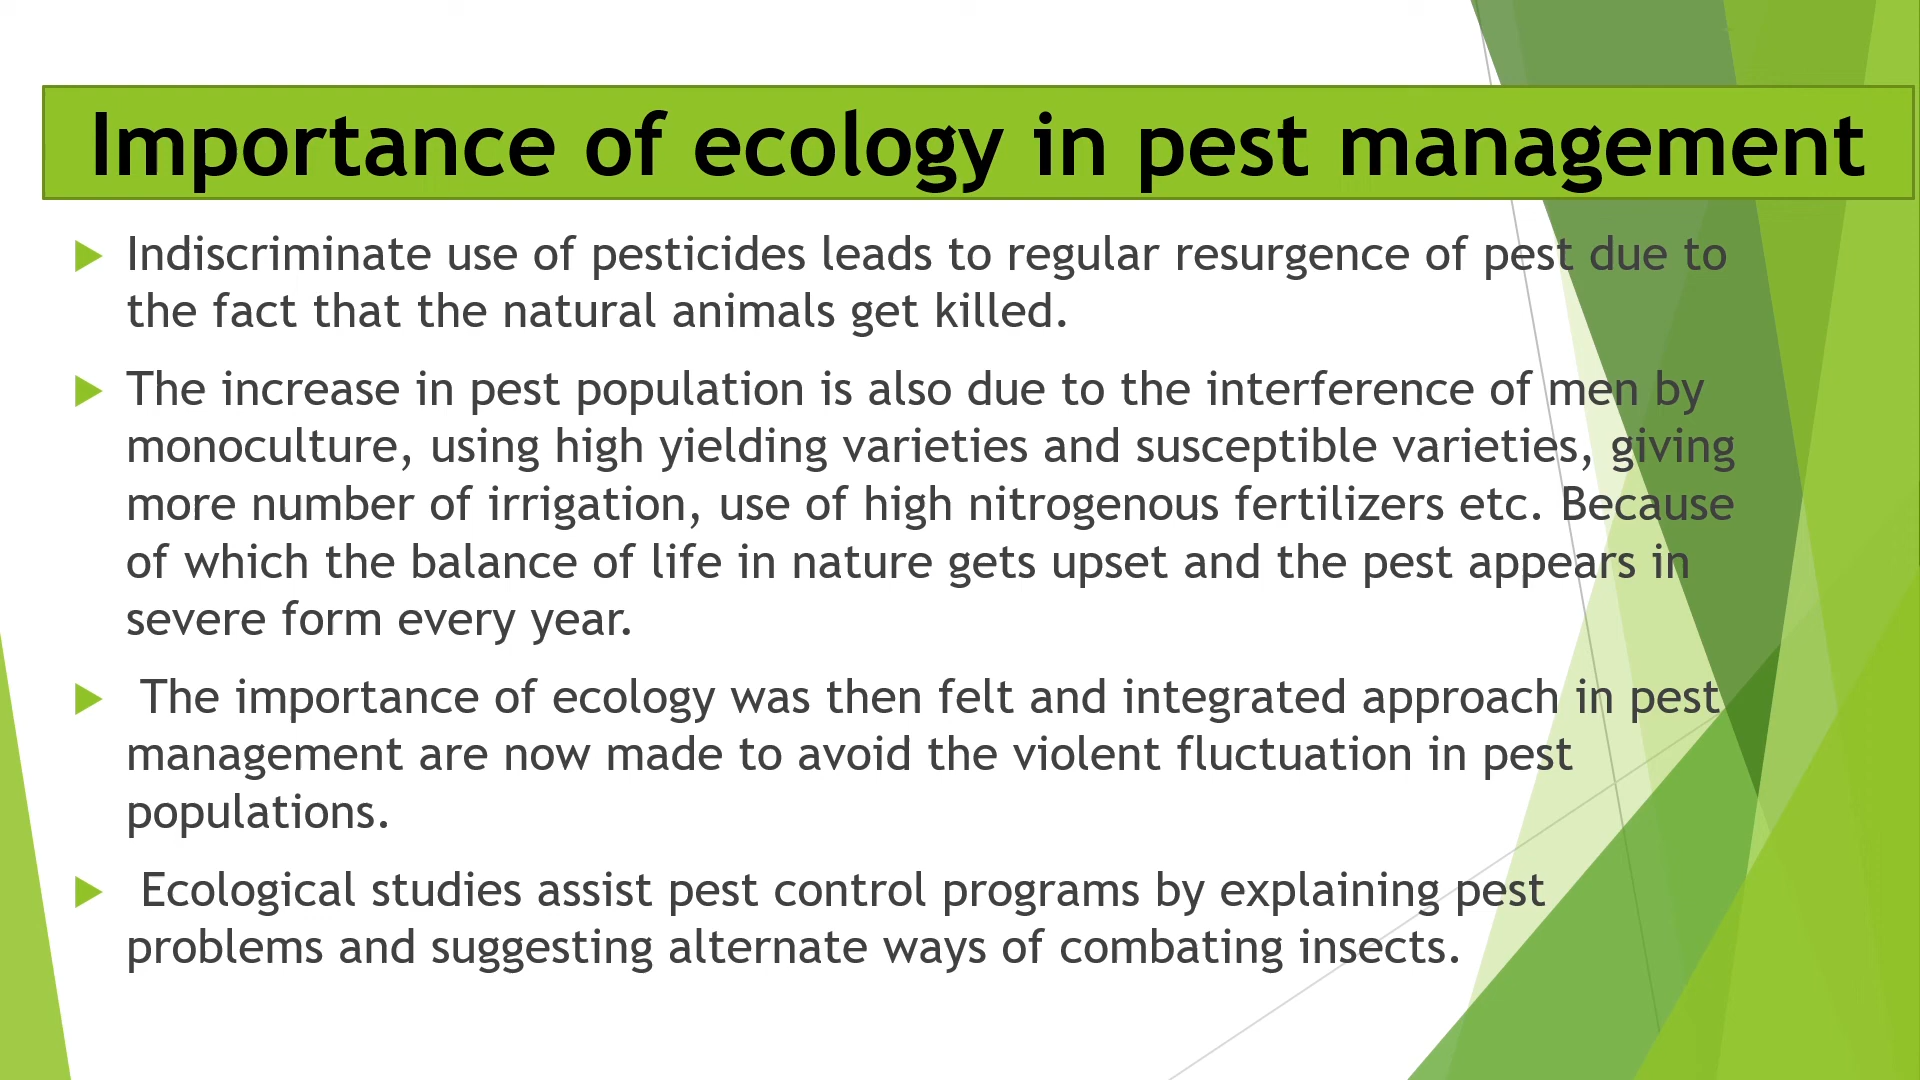 Importance of ecology in pest management
Indiscriminate use of pesticides leads to regular resurgence of pest due to
the fact that the natural animals get killed.
The increase in pest population is also due to the interference of men by
monoculture, using high yielding varieties and susceptible varieties, giving
more number of irrigation, use of high nitrogenous fertilizers etc. Because
of which the balance of life in nature gets upset and the pest appears in
severe form every year.
The importance of ecology was then felt and integrated approach in pest
management are now made to avoid the violent fluctuation in pest
populations.
Ecological studies assist pest control programs by explaining pest
problems and suggesting alternate ways of combating insects.